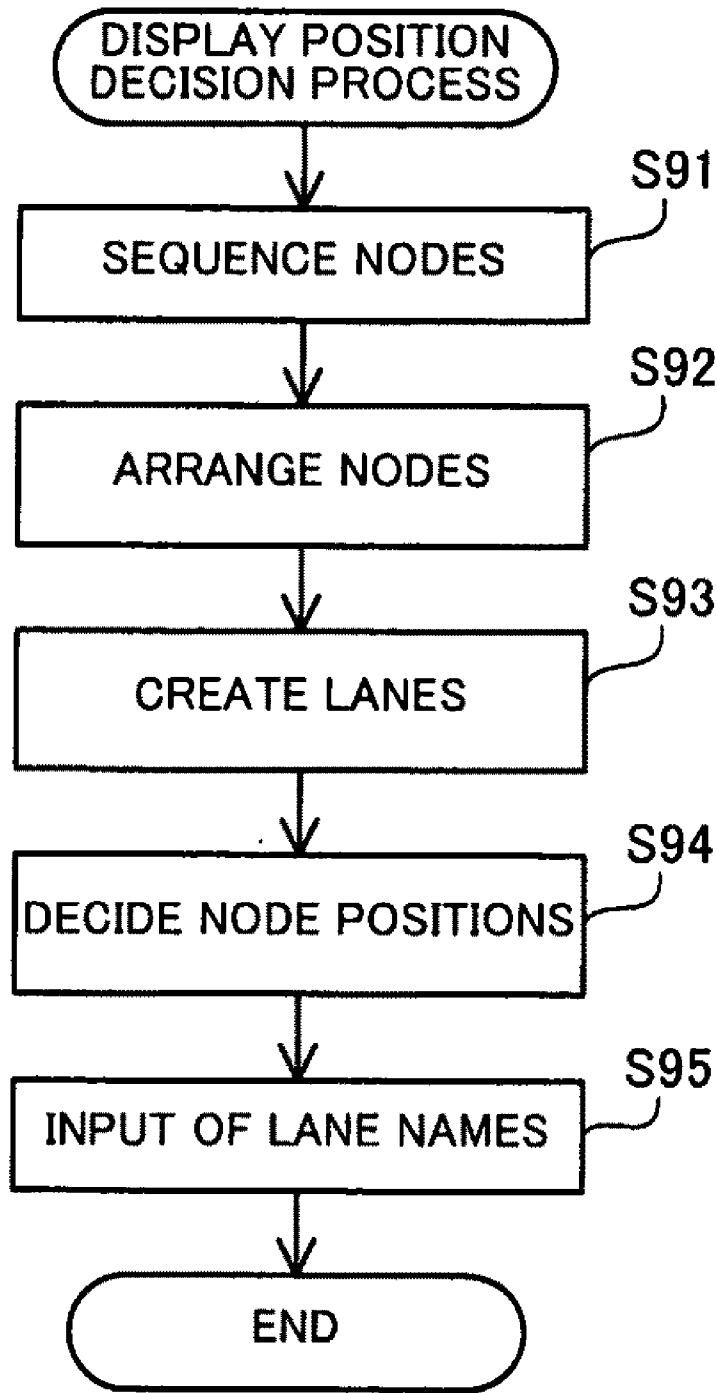 DISPLAY POSITION
DECISION PROCESS
S91
SEQUENCE NODES
S92
ARRANGE NODES
S93
CREATE LANES
S94
DECIDE NODE POSITIONS
S95
INPUT OF LANE NAMES
END